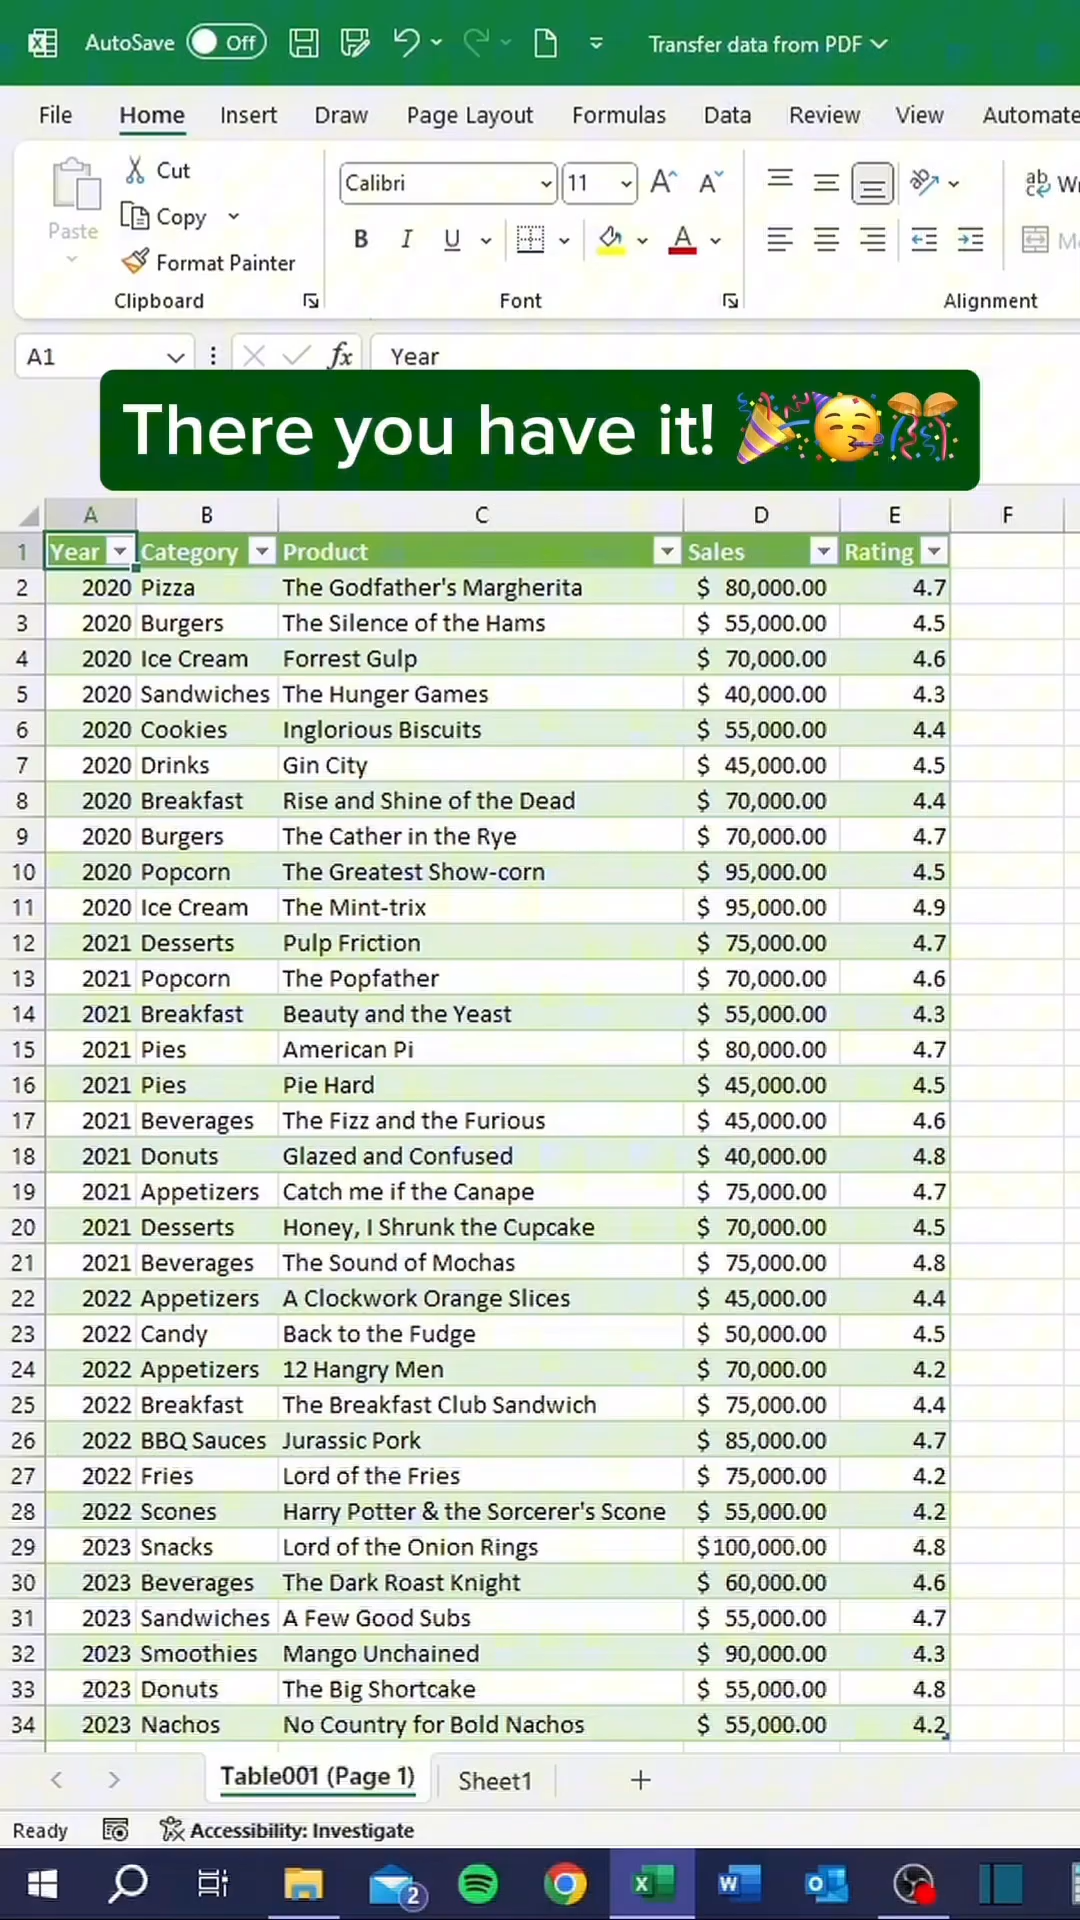 AutoSave Off Transfer data from PDF
File Home Insert Draw Page Layout Formulas Data Review View Automate
Paste
Cut
Copy
Format Painter
Clipboard
Calibri 11
B I U A
Font
ab
Alignment
A1 fx Year
There you have it! 🎉🥳🎊
A B C D E F
1 Year Category Product Sales Rating
2 2020 Pizza The Godfather's Margherita $ 80,000.00 4.7
3 2020 Burgers The Silence of the Hams $ 55,000.00 4.5
4 2020 Ice Cream Forrest Gulp $ 70,000.00 4.6
5 2020 Sandwiches The Hunger Games $ 40,000.00 4.3
6 2020 Cookies Inglorious Biscuits $ 55,000.00 4.4
7 2020 Drinks Gin City $ 45,000.00 4.5
8 2020 Breakfast Rise and Shine of the Dead $ 70,000.00 4.4
9 2020 Burgers The Cather in the Rye $ 70,000.00 4.7
10 2020 Popcorn The Greatest Show-corn $ 95,000.00 4.5
11 2020 Ice Cream The Mint-trix $ 95,000.00 4.9
12 2021 Desserts Pulp Friction $ 75,000.00 4.7
13 2021 Popcorn The Popfather $ 70,000.00 4.6
14 2021 Breakfast Beauty and the Yeast $ 55,000.00 4.3
15 2021 Pies American Pi $ 80,000.00 4.7
16 2021 Pies Pie Hard $ 45,000.00 4.5
17 2021 Beverages The Fizz and the Furious $ 45,000.00 4.6
18 2021 Donuts Glazed and Confused $ 40,000.00 4.8
19 2021 Appetizers Catch me if the Canape $ 75,000.00 4.7
20 2021 Desserts Honey, I Shrunk the Cupcake $ 70,000.00 4.5
21 2021 Beverages The Sound of Mochas $ 75,000.00 4.8
22 2022 Appetizers A Clockwork Orange Slices $ 45,000.00 4.4
23 2022 Candy Back to the Fudge $ 50,000.00 4.5
24 2022 Appetizers 12 Hangry Men $ 70,000.00 4.2
25 2022 Breakfast The Breakfast Club Sandwich $ 75,000.00 4.4
26 2022 BBQ Sauces Jurassic Pork $ 85,000.00 4.7
27 2022 Fries Lord of the Fries $ 75,000.00 4.2
28 2022 Scones Harry Potter & the Sorcerer's Scone $ 55,000.00 4.2
29 2023 Snacks Lord of the Onion Rings $100,000.00 4.8
30 2023 Beverages The Dark Roast Knight $ 60,000.00 4.6
31 2023 Sandwiches A Few Good Subs $ 55,000.00 4.7
32 2023 Smoothies Mango Unchained $ 90,000.00 4.3
33 2023 Donuts The Big Shortcake $ 55,000.00 4.8
34 2023 Nachos No Country for Bold Nachos $ 55,000.00 4.2
Table001 (Page 1) Sheet1 +
Ready Accessibility: Investigate
2